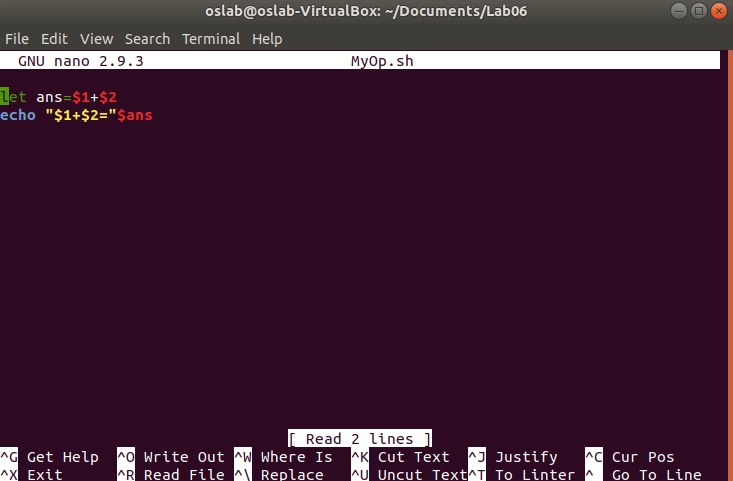 oslab@oslab-VirtualBox: ~/Documents/Lab06
File Edit View Search Terminal Help
GNU nano 2.9.3 MyOp.sh
let ans=$1+$2
echo "$1+$2="$ans
[ Read 2 lines ]
^G Get Help ^O Write Out ^W Where Is ^K Cut Text ^J Justify ^C Cur Pos
^X Exit ^R Read File ^\ Replace ^U Uncut Text^T To Linter ^_ Go To Line